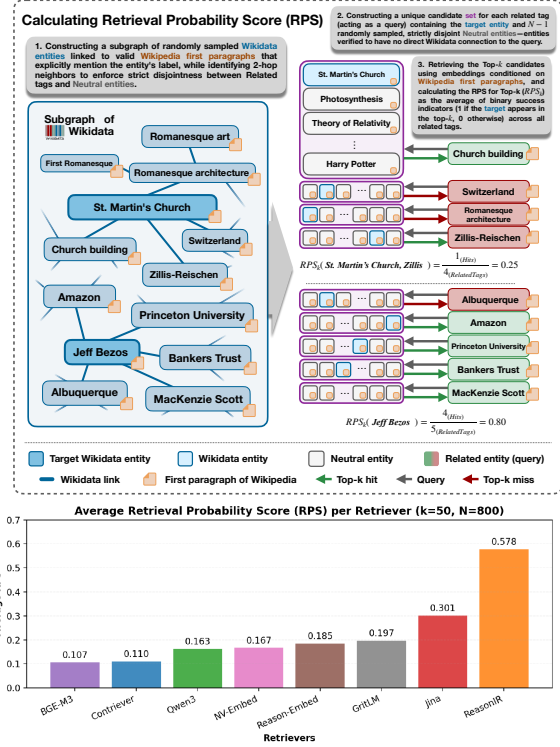 Calculating Retrieval Probability Score (RPS)
1. Constructing a subgraph of randomly sampled Wikidata
entities linked to valid Wikipedia first paragraphs that
explicitly mention the entity's label, while identifying 2-hop
neighbors to enforce strict disjointness between Related
tags and Neutral entities.
2. Constructing a unique candidate set for each related tag
(acting as a query) containing the target entity and N − 1
randomly sampled, strictly disjoint Neutral entities—entities
verified to have no direct Wikidata connection to the query.
3. Retrieving the Top-k candidates
using embeddings conditioned on
Wikipedia first paragraphs, and
calculating the RPS for Top-k (RPSk)
as the average of binary success
indicators (1 if the target appears in
the top-k, 0 otherwise) across all
related tags.
Subgraph of
Wikidata
WIKIDATA
Romanesque art
First Romanesque
Romanesque architecture
St. Martin's Church
Church building
Switzerland
Zillis-Reischen
Amazon
Princeton University
Jeff Bezos
Bankers Trust
Albuquerque
MacKenzie Scott
St. Martin's Church
Photosynthesis
Theory of Relativity
⋮
Harry Potter
Church building
... Switzerland
... Romanesque
architecture
... Zillis-Reischen
RPSk( St. Martin's Church, Zillis ) = 1(Hits) / 4(RelatedTags) = 0.25
... Albuquerque
... Amazon
... Princeton University
... Bankers Trust
... MacKenzie Scott
RPSk( Jeff Bezos ) = 4(Hits) / 5(RelatedTags) = 0.80
Target Wikidata entity
Wikidata entity
Neutral entity
Related entity (query)
Wikidata link
First paragraph of Wikipedia
Top-k hit
Query
Top-k miss
Average Retrieval Probability Score (RPS) per Retriever (k=50, N=800)
0.7
0.6
0.5
0.4
0.3
0.2
0.1
0.0
0.107
0.110
0.163
0.167
0.185
0.197
0.301
0.578
BGE-M3
Contriever
Qwen3
NV-Embed
Reason-Embed
GritLM
Jina
ReasonIR
Retrievers